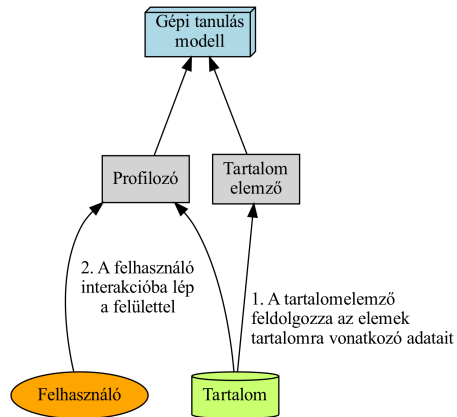 Gépi tanulás
modell
Profilozó
Tartalom
elemző
2. A felhasználó
interakcióba lép
a felülettel
1. A tartalomelemző
feldolgozza az elemek
tartalomra vonatkozó adatait
Felhasználó
Tartalom